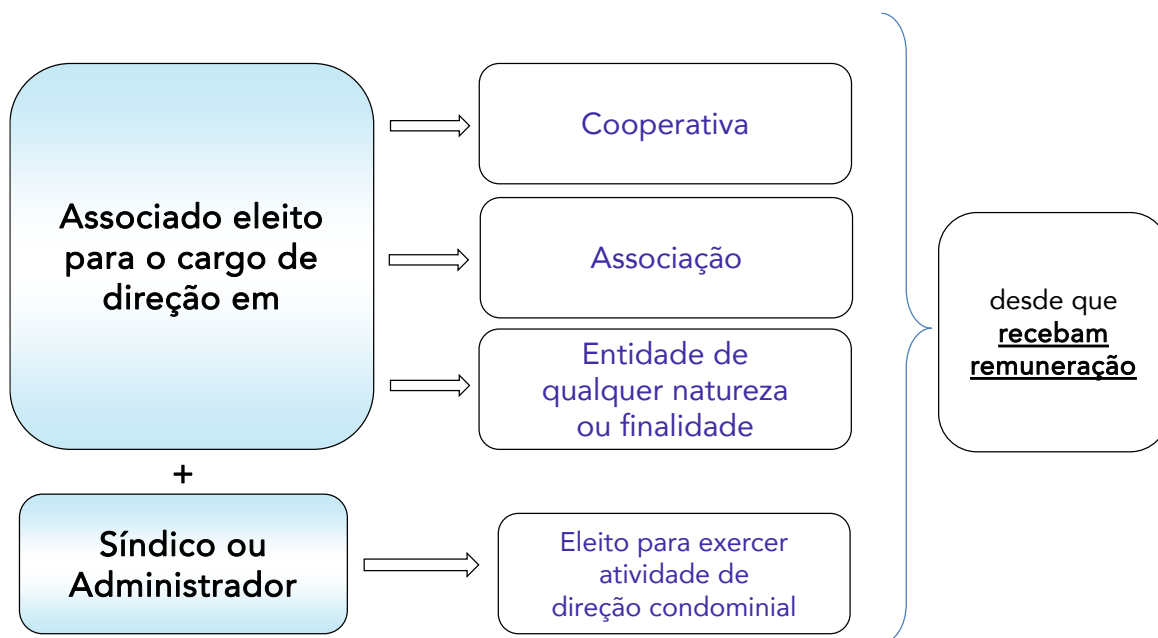 Associado eleito
para o cargo de
direção em
Cooperativa
Associação
Entidade de
qualquer natureza
ou finalidade
+
Síndico ou
Administrador
Eleito para exercer
atividade de
direção condominial
desde que
recebam
remuneração